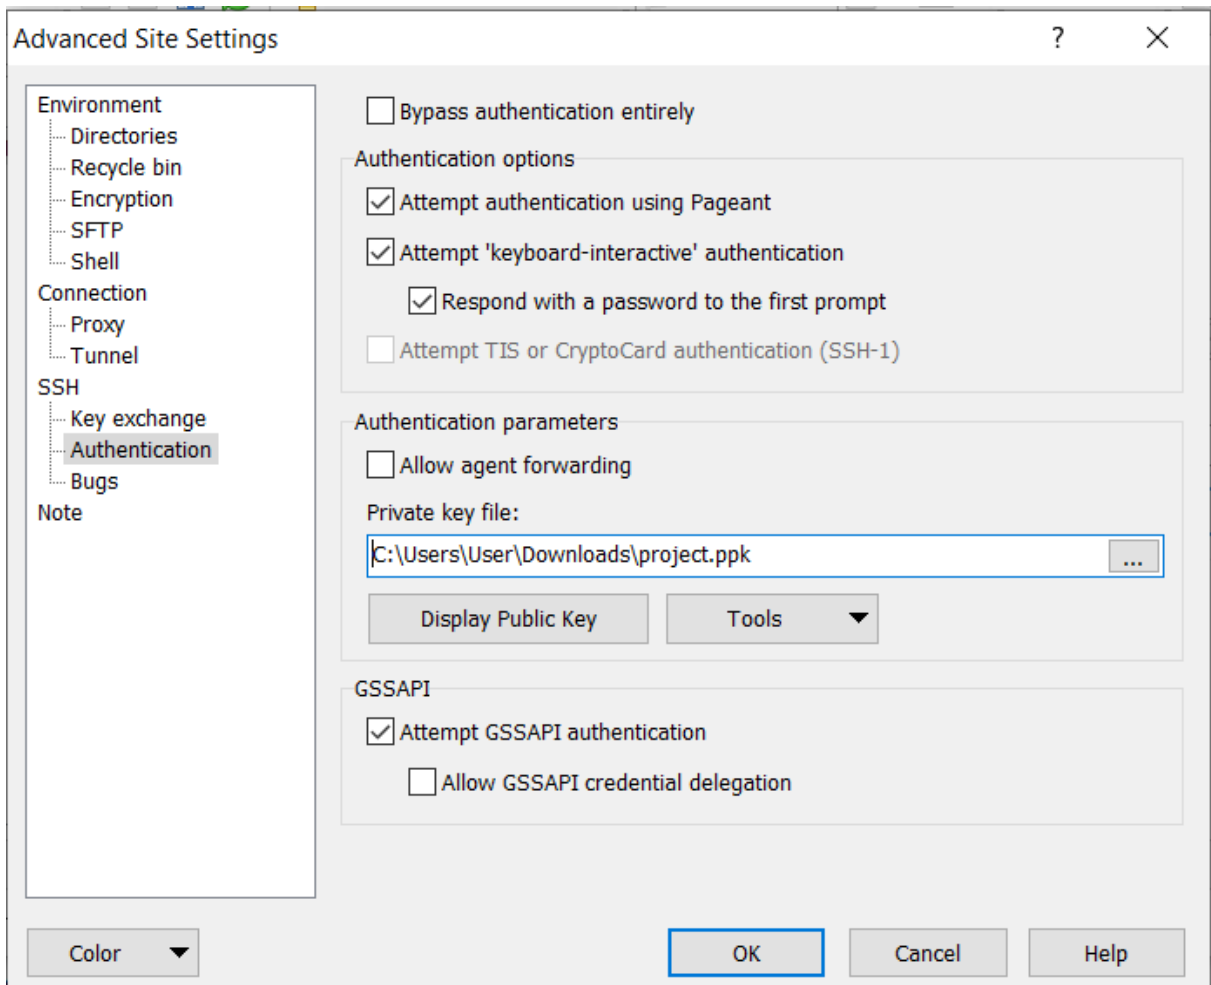 Advanced Site Settings
?
Environment
Directories
Recycle bin
Encryption
SFTP
Shell
Connection
Proxy
Tunnel
SSH
Key exchange
Authentication
Bugs
Note
Bypass authentication entirely
Authentication options
Attempt authentication using Pageant
Attempt 'keyboard-interactive' authentication
Respond with a password to the first prompt
Attempt TIS or CryptoCard authentication (SSH-1)
Authentication parameters
Allow agent forwarding
Private key file:
C:\Users\User\Downloads\project.ppk
...
Display Public Key
Tools
GSSAPI
Attempt GSSAPI authentication
Allow GSSAPI credential delegation
Color
OK
Cancel
Help